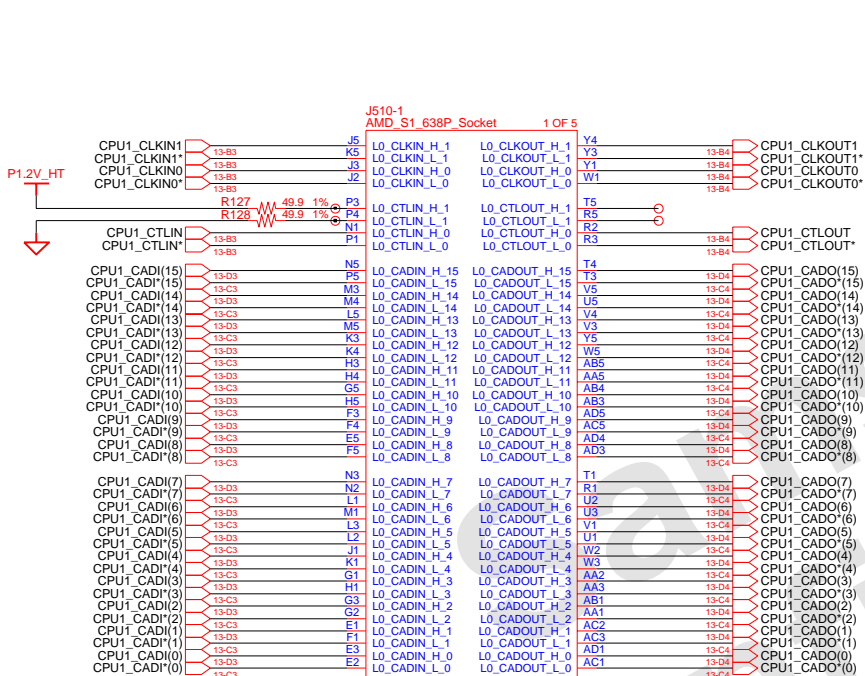 J510-1
AMD_S1_638P_Socket 1 OF 5
CPU1_CLKIN1 13-B3 J5 L0_CLKIN_H_1 L0_CLKOUT_H_1 Y4 13-B4 CPU1_CLKOUT1
CPU1_CLKIN1* 13-B3 K5 L0_CLKIN_L_1 L0_CLKOUT_L_1 Y3 13-B4 CPU1_CLKOUT1*
CPU1_CLKIN0 13-B3 J3 L0_CLKIN_H_0 L0_CLKOUT_H_0 Y1 13-B4 CPU1_CLKOUT0
CPU1_CLKIN0* 13-B3 J2 L0_CLKIN_L_0 L0_CLKOUT_L_0 W1 13-B4 CPU1_CLKOUT0*
P1.2V_HT
R127 49.9 1% P3 L0_CTLIN_H_1 L0_CTLOUT_H_1 T5
R128 49.9 1% P4 L0_CTLIN_L_1 L0_CTLOUT_L_1 R5
CPU1_CTLIN 13-B3 N1 L0_CTLIN_H_0 L0_CTLOUT_H_0 R2 13-B4 CPU1_CTLOUT
CPU1_CTLIN* 13-B3 P1 L0_CTLIN_L_0 L0_CTLOUT_L_0 R3 13-B4 CPU1_CTLOUT*
CPU1_CADI(15) 13-D3 N5 L0_CADIN_H_15 L0_CADOUT_H_15 T4 13-D4 CPU1_CADO(15)
CPU1_CADI*(15) 13-C3 P5 L0_CADIN_L_15 L0_CADOUT_L_15 T3 13-C4 CPU1_CADO*(15)
CPU1_CADI(14) 13-D3 M3 L0_CADIN_H_14 L0_CADOUT_H_14 V5 13-D4 CPU1_CADO(14)
CPU1_CADI*(14) 13-C3 M4 L0_CADIN_L_14 L0_CADOUT_L_14 U5 13-C4 CPU1_CADO*(14)
CPU1_CADI(13) 13-D3 L5 L0_CADIN_H_13 L0_CADOUT_H_13 V4 13-D4 CPU1_CADO(13)
CPU1_CADI*(13) 13-C3 M5 L0_CADIN_L_13 L0_CADOUT_L_13 V3 13-C4 CPU1_CADO*(13)
CPU1_CADI(12) 13-D3 K3 L0_CADIN_H_12 L0_CADOUT_H_12 Y5 13-D4 CPU1_CADO(12)
CPU1_CADI*(12) 13-C3 K4 L0_CADIN_L_12 L0_CADOUT_L_12 W5 13-C4 CPU1_CADO*(12)
CPU1_CADI(11) 13-D3 H3 L0_CADIN_H_11 L0_CADOUT_H_11 AB5 13-D4 CPU1_CADO(11)
CPU1_CADI*(11) 13-C3 H4 L0_CADIN_L_11 L0_CADOUT_L_11 AA5 13-C4 CPU1_CADO*(11)
CPU1_CADI(10) 13-D3 G5 L0_CADIN_H_10 L0_CADOUT_H_10 AB4 13-D4 CPU1_CADO(10)
CPU1_CADI*(10) 13-C3 H5 L0_CADIN_L_10 L0_CADOUT_L_10 AB3 13-C4 CPU1_CADO*(10)
CPU1_CADI(9) 13-D3 F3 L0_CADIN_H_9 L0_CADOUT_H_9 AD5 13-D4 CPU1_CADO(9)
CPU1_CADI*(9) 13-C3 F4 L0_CADIN_L_9 L0_CADOUT_L_9 AC5 13-C4 CPU1_CADO*(9)
CPU1_CADI(8) 13-D3 E5 L0_CADIN_H_8 L0_CADOUT_H_8 AD4 13-D4 CPU1_CADO(8)
CPU1_CADI*(8) 13-C3 F5 L0_CADIN_L_8 L0_CADOUT_L_8 AD3 13-C4 CPU1_CADO*(8)
CPU1_CADI(7) 13-D3 N3 L0_CADIN_H_7 L0_CADOUT_H_7 T1 13-D4 CPU1_CADO(7)
CPU1_CADI*(7) 13-C3 N2 L0_CADIN_L_7 L0_CADOUT_L_7 R1 13-C4 CPU1_CADO*(7)
CPU1_CADI(6) 13-D3 L1 L0_CADIN_H_6 L0_CADOUT_H_6 U2 13-D4 CPU1_CADO(6)
CPU1_CADI*(6) 13-C3 M1 L0_CADIN_L_6 L0_CADOUT_L_6 U3 13-C4 CPU1_CADO*(6)
CPU1_CADI(5) 13-D3 L3 L0_CADIN_H_5 L0_CADOUT_H_5 V1 13-D4 CPU1_CADO(5)
CPU1_CADI*(5) 13-C3 L2 L0_CADIN_L_5 L0_CADOUT_L_5 U1 13-C4 CPU1_CADO*(5)
CPU1_CADI(4) 13-D3 J1 L0_CADIN_H_4 L0_CADOUT_H_4 W2 13-D4 CPU1_CADO(4)
CPU1_CADI*(4) 13-C3 K1 L0_CADIN_L_4 L0_CADOUT_L_4 W3 13-C4 CPU1_CADO*(4)
CPU1_CADI(3) 13-D3 G1 L0_CADIN_H_3 L0_CADOUT_H_3 AA2 13-D4 CPU1_CADO(3)
CPU1_CADI*(3) 13-C3 H1 L0_CADIN_L_3 L0_CADOUT_L_3 AA3 13-C4 CPU1_CADO*(3)
CPU1_CADI(2) 13-D3 G3 L0_CADIN_H_2 L0_CADOUT_H_2 AB1 13-D4 CPU1_CADO(2)
CPU1_CADI*(2) 13-C3 G2 L0_CADIN_L_2 L0_CADOUT_L_2 AA1 13-C4 CPU1_CADO*(2)
CPU1_CADI(1) 13-D3 E1 L0_CADIN_H_1 L0_CADOUT_H_1 AC2 13-D4 CPU1_CADO(1)
CPU1_CADI*(1) 13-C3 F1 L0_CADIN_L_1 L0_CADOUT_L_1 AC3 13-C4 CPU1_CADO*(1)
CPU1_CADI(0) 13-D3 E3 L0_CADIN_H_0 L0_CADOUT_H_0 AD1 13-D4 CPU1_CADO(0)
CPU1_CADI*(0) 13-C3 E2 L0_CADIN_L_0 L0_CADOUT_L_0 AC1 13-C4 CPU1_CADO*(0)